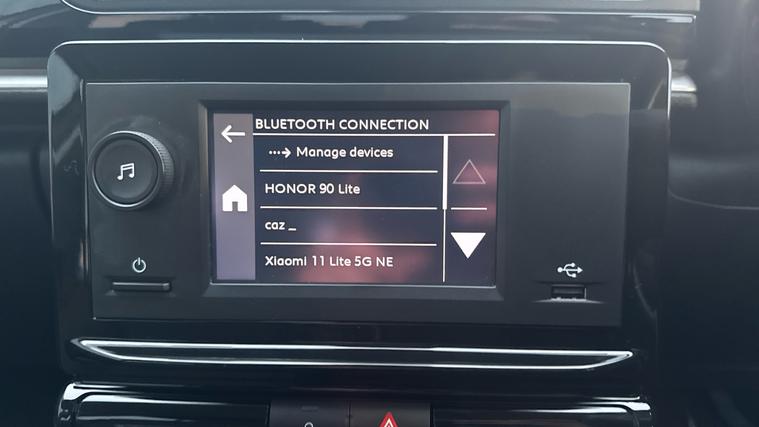 BLUETOOTH CONNECTION
Manage devices
HONOR 90 Lite
caz _
Xiaomi 11 Lite 5G NE